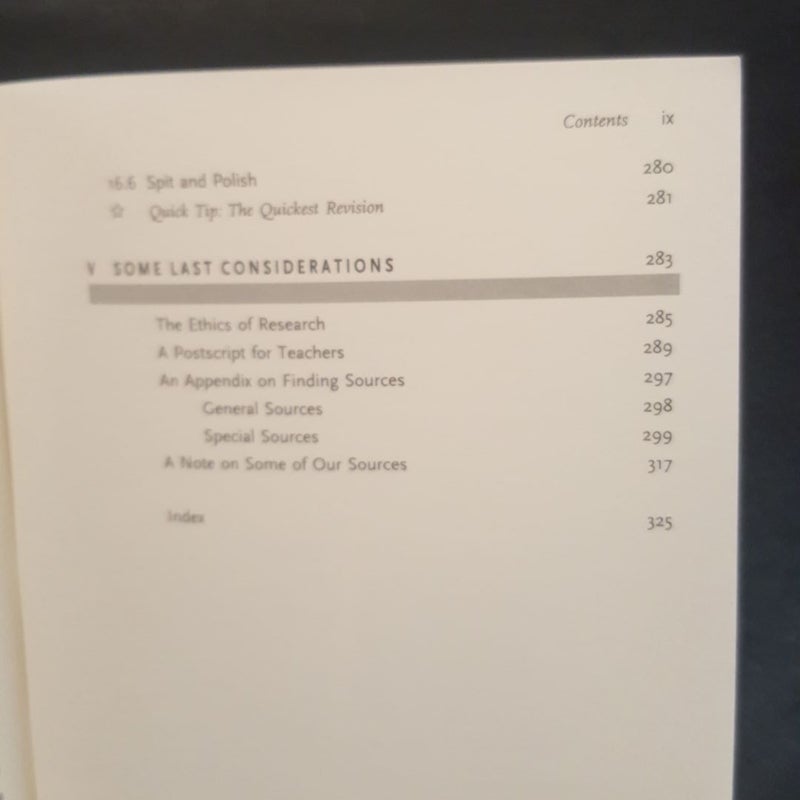 Contents ix
16.6 Spit and Polish 280
☆ Quick Tip: The Quickest Revision 281
V SOME LAST CONSIDERATIONS 283
The Ethics of Research 285
A Postscript for Teachers 289
An Appendix on Finding Sources 297
General Sources 298
Special Sources 299
A Note on Some of Our Sources 317
Index 325